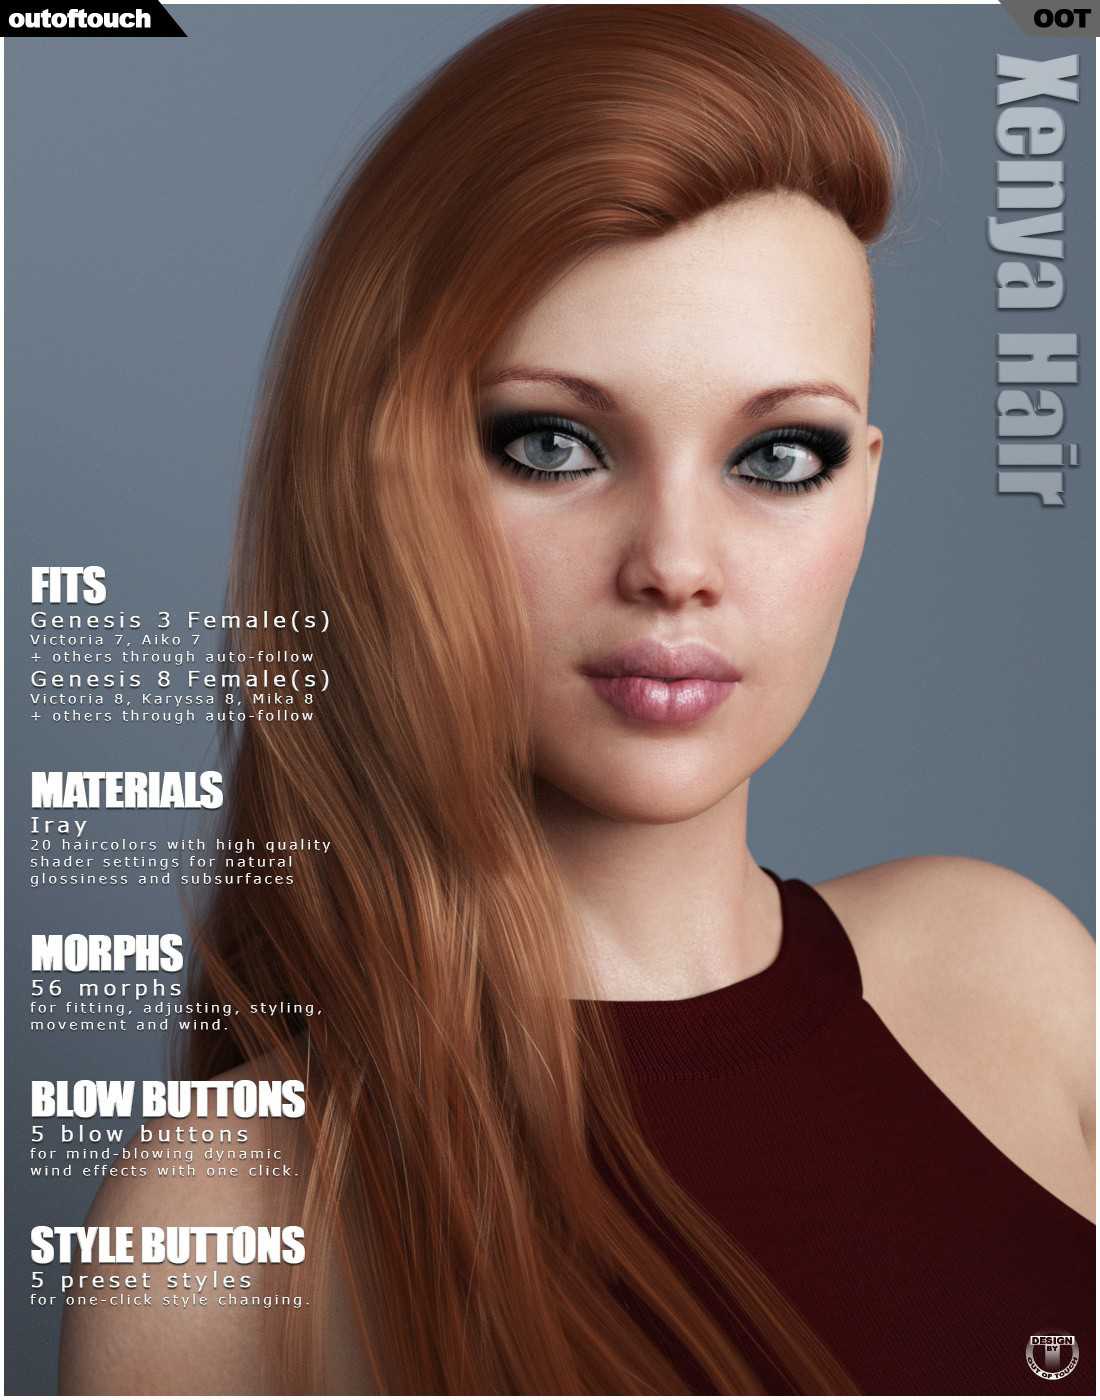 outoftouch
OOT
Xenya Hair
FITS
Genesis 3 Female(s)
Victoria 7, Aiko 7
+ others through auto-follow
Genesis 8 Female(s)
Victoria 8, Karyssa 8, Mika 8
+ others through auto-follow
MATERIALS
Iray
20 haircolors with high quality
shader settings for natural
glossiness and subsurfaces
MORPHS
56 morphs
for fitting, adjusting, styling,
movement and wind.
BLOW BUTTONS
5 blow buttons
for mind-blowing dynamic
wind effects with one click.
STYLE BUTTONS
5 preset styles
for one-click style changing.
DESIGN
BY
OUT OF TOUCH